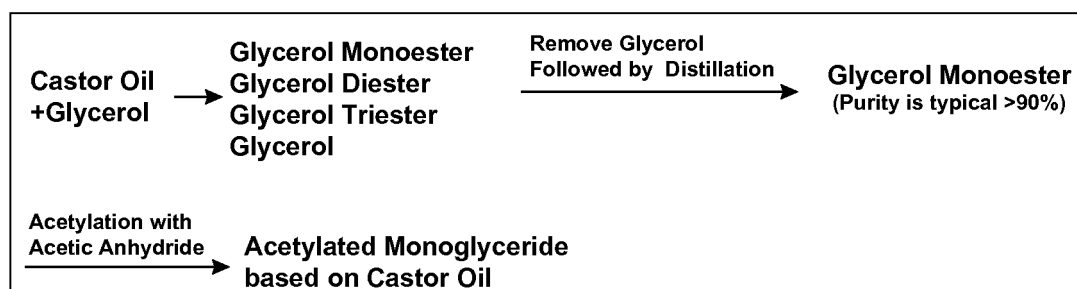 Castor Oil
+Glycerol
Glycerol Monoester
Glycerol Diester
Glycerol Triester
Glycerol
Remove Glycerol
Followed by Distillation
Glycerol Monoester
(Purity is typical >90%)
Acetylation with
Acetic Anhydride
Acetylated Monoglyceride
based on Castor Oil